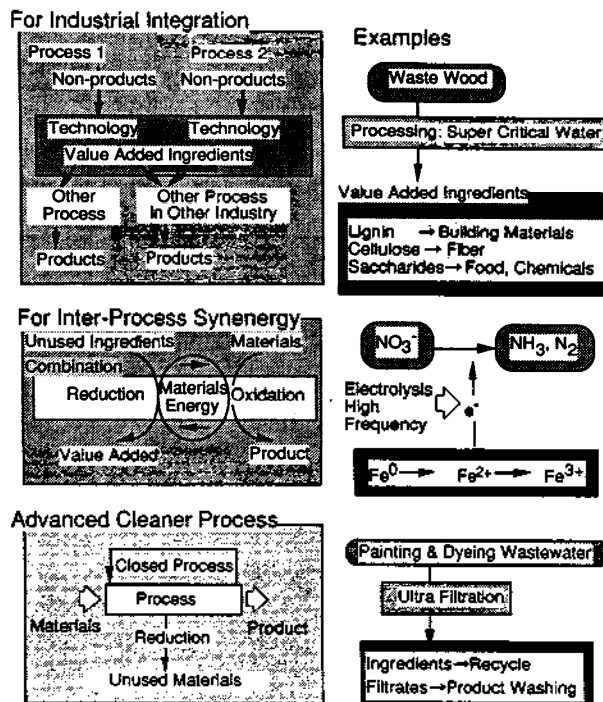 For Industrial Integration
Process 1 Process 2
Non-products Non-products
Technology Technology
Value Added Ingredients
Other Process
Other Process In Other Industry
Products Products
Examples
Waste Wood
Processing: Super Critical Water
Value Added Ingredients
Lignin → Building Materials
Cellulose → Fiber
Saccharides → Food, Chemicals
For Inter-Process Synenergy
Unused Ingredients Materials
Combination
Reduction Materials Energy Oxidation
Value Added Product
NO₃⁻ NH₃, N₂
Electrolysis
High
Frequency
e⁻
Fe⁰ → Fe²⁺ → Fe³⁺
Advanced Cleaner Process
Closed Process
Process
Materials Product
Reduction
Unused Materials
Painting & Dyeing Wastewater
Ultra Filtration
Ingredients→Recycle
Filtrates→Product Washing